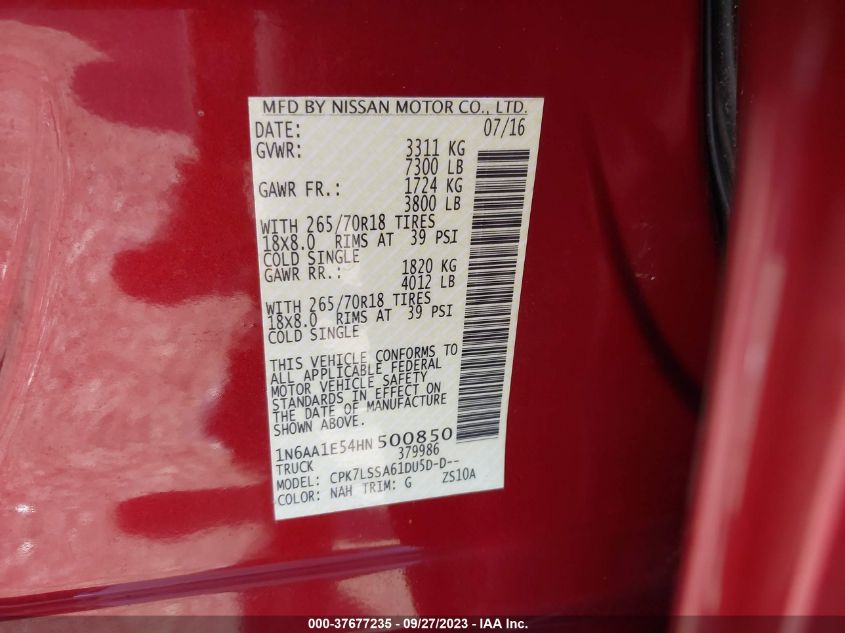 MFD BY NISSAN MOTOR CO., LTD.
DATE: 07/16
GVWR: 3311 KG
7300 LB
GAWR FR.: 1724 KG
3800 LB
WITH 265/70R18 TIRES
18X8.0 RIMS AT 39 PSI
COLD SINGLE
GAWR RR.: 1820 KG
4012 LB
WITH 265/70R18 TIRES
18X8.0 RIMS AT 39 PSI
COLD SINGLE
THIS VEHICLE CONFORMS TO
ALL APPLICABLE FEDERAL
MOTOR VEHICLE SAFETY
STANDARDS IN EFFECT ON
THE DATE OF MANUFACTURE
SHOWN ABOVE.
1N6AA1E54HN500850
TRUCK 379986
MODEL: CPK7LSSA61DU5D-D--
COLOR: NAH TRIM: G ZS10A
000-37677235 - 09/27/2023 - IAA Inc.